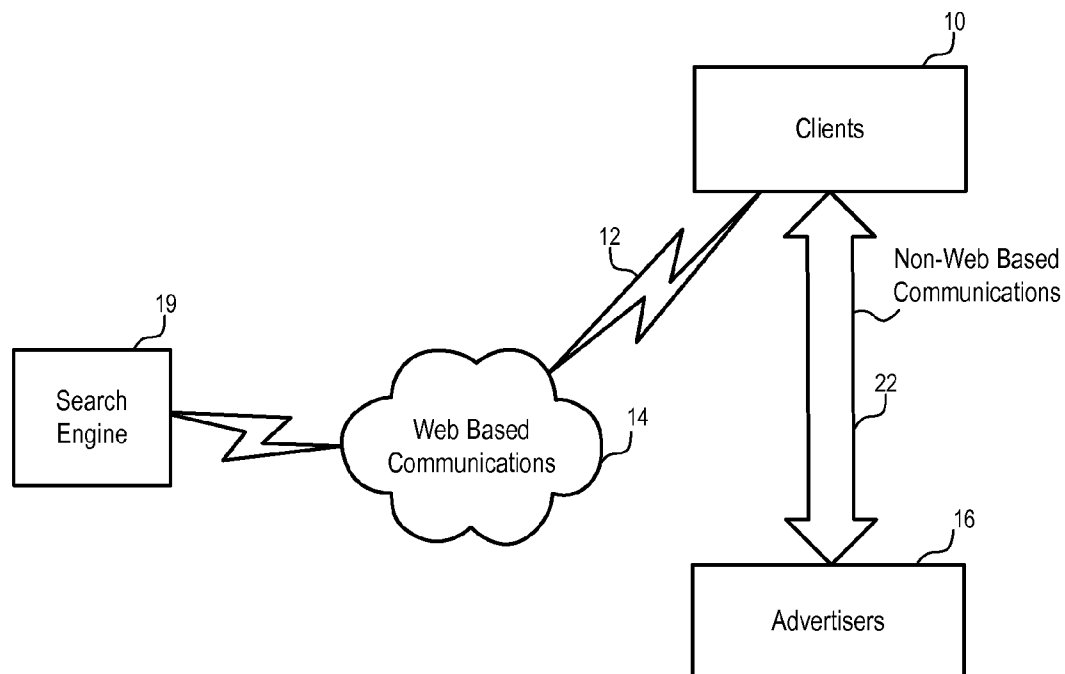 10
Clients
12
Non-Web Based
Communications
19
Search
Engine
Web Based
Communications
14
22
16
Advertisers